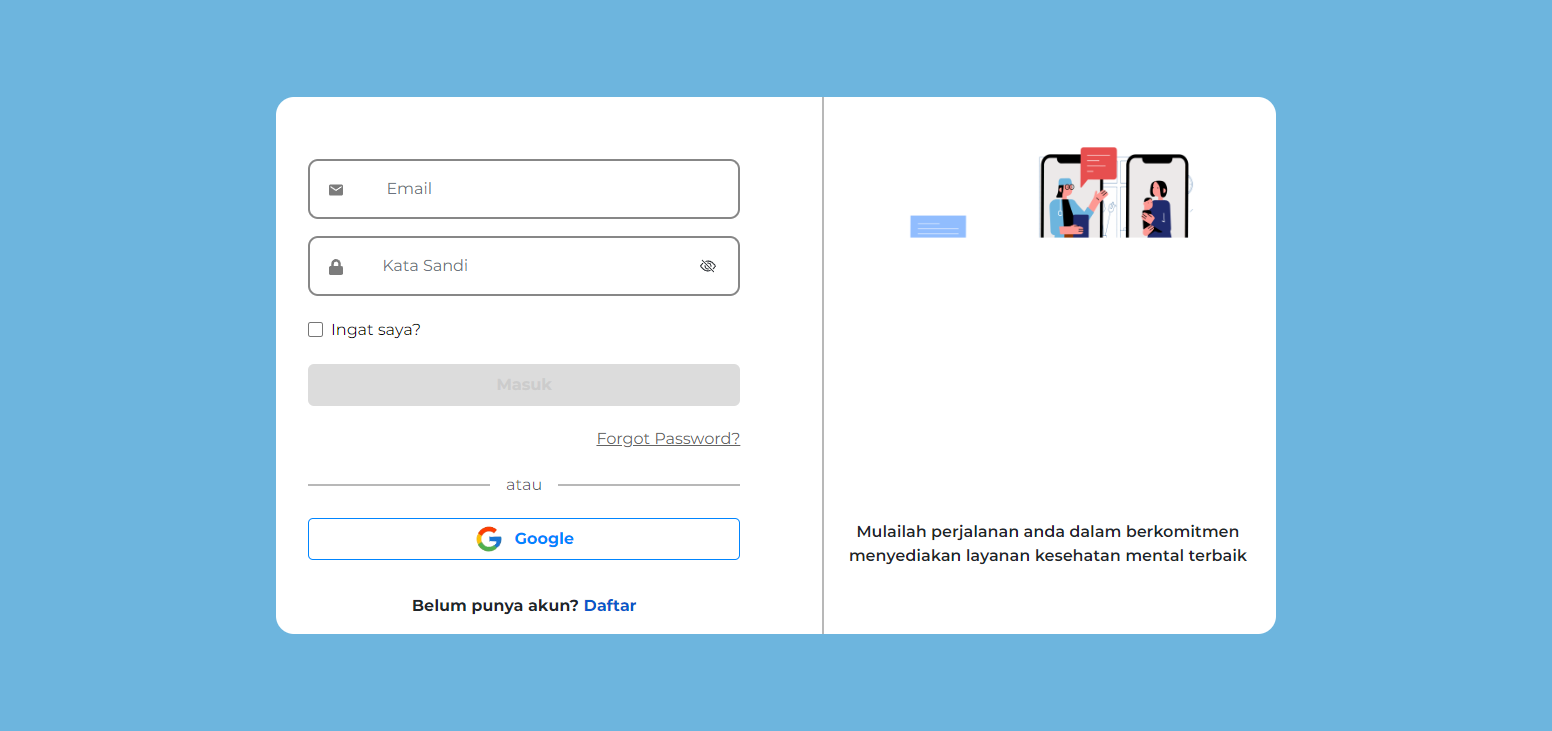 Email
Kata Sandi
Ingat saya?
Masuk
Forgot Password?
atau
Google
Belum punya akun? Daftar
Mulailah perjalanan anda dalam berkomitmen
menyediakan layanan kesehatan mental terbaik